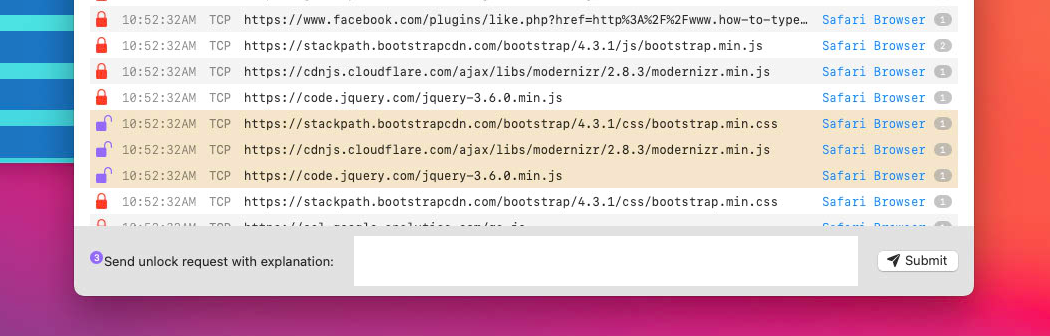 10:52:32AM TCP https://www.facebook.com/plugins/like.php?href=http%3A%2F%2Fwww.how-to-type… Safari Browser 1
10:52:32AM TCP https://stackpath.bootstrapcdn.com/bootstrap/4.3.1/js/bootstrap.min.js Safari Browser 2
10:52:32AM TCP https://cdnjs.cloudflare.com/ajax/libs/modernizr/2.8.3/modernizr.min.js Safari Browser 1
10:52:32AM TCP https://code.jquery.com/jquery-3.6.0.min.js Safari Browser 1
10:52:32AM TCP https://stackpath.bootstrapcdn.com/bootstrap/4.3.1/css/bootstrap.min.css Safari Browser 1
10:52:32AM TCP https://cdnjs.cloudflare.com/ajax/libs/modernizr/2.8.3/modernizr.min.js Safari Browser 1
10:52:32AM TCP https://code.jquery.com/jquery-3.6.0.min.js Safari Browser 1
10:52:32AM TCP https://stackpath.bootstrapcdn.com/bootstrap/4.3.1/css/bootstrap.min.css Safari Browser 1
3 Send unlock request with explanation: Submit